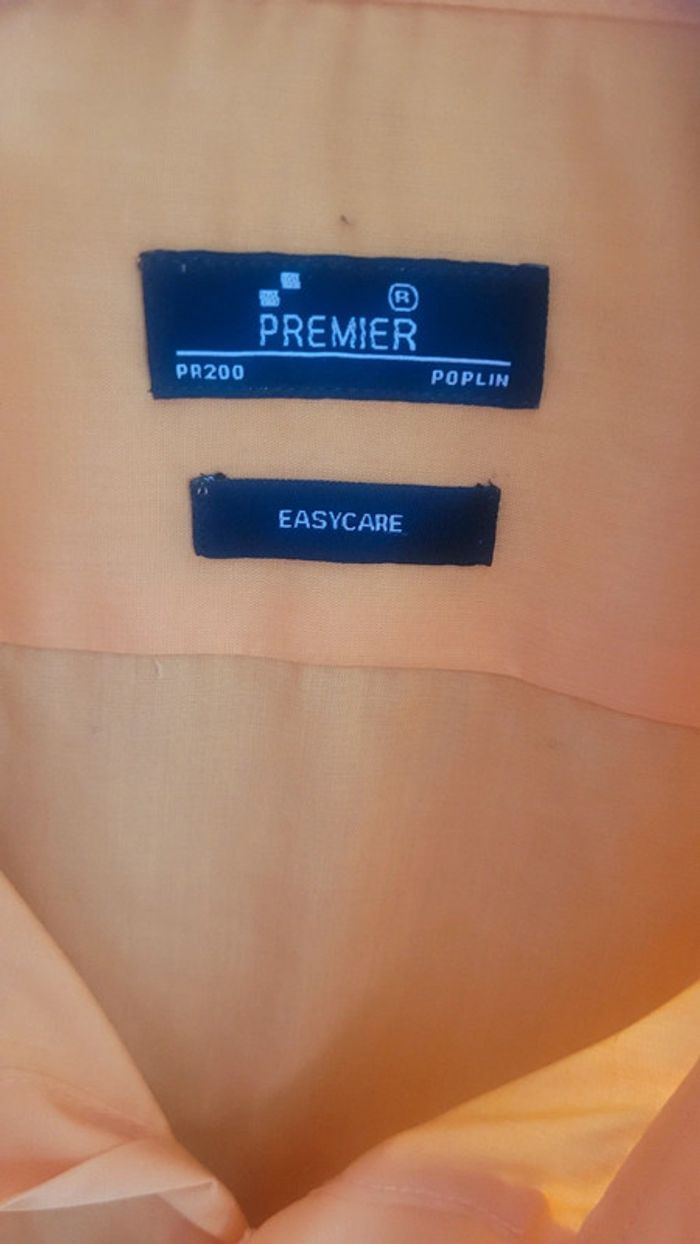 ®
PREMIER
PR200 POPLIN
EASYCARE